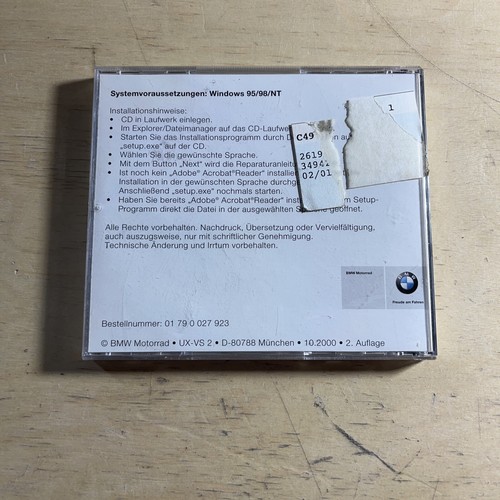 Systemvoraussetzungen: Windows 95/98/NT
Installationshinweise:
• CD in Laufwerk einlegen.
• Im Explorer/Dateimanager auf das CD-Laufwe
• Starten Sie das Installationsprogramm durch D au
„setup.exe" auf der CD.
• Wählen Sie die gewünschte Sprache.
• Mit dem Button „Next" wird die Reparaturanleit
• Ist noch kein „Adobe® Acrobat®Reader" installie
Installation in der gewünschten Sprache durchg
Anschließend „setup.exe" nochmals starten.
• Haben Sie bereits „Adobe® Acrobat®Reader" inst m Setup-
Programm direkt die Datei in der ausgewählten geöffnet.
Alle Rechte vorbehalten. Nachdruck, Übersetzung oder Vervielfältigung,
auch auszugsweise, nur mit schriftlicher Genehmigung.
Technische Änderung und Irrtum vorbehalten.
C49
2619
34941
02/01
1
BMW Motorrad
Freude am Fahren
Bestellnummer: 01 79 0 027 923
© BMW Motorrad • UX-VS 2 • D-80788 München • 10.2000 • 2. Auflage